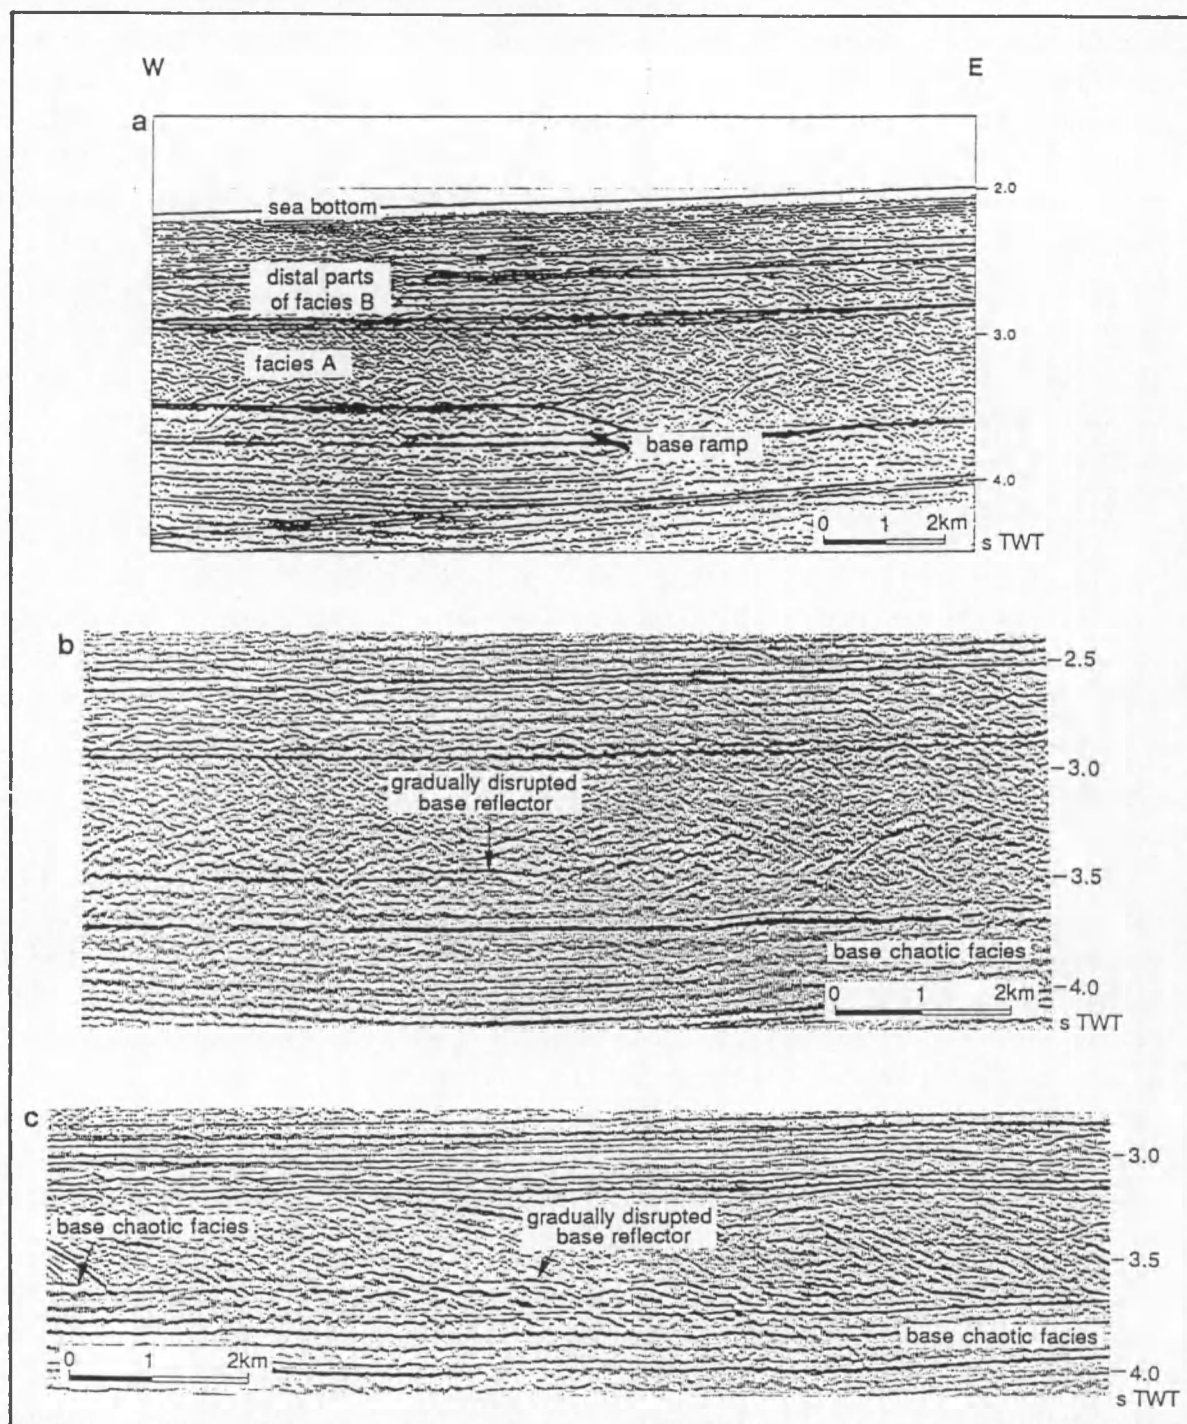 W E
a
2.0
sea bottom
distal parts
of facies B
3.0
facies A
base ramp
4.0
0 1 2km
s TWT
b
2.5
3.0
gradually disrupted
base reflector
3.5
base chaotic facies
4.0
0 1 2km
s TWT
c
3.0
base chaotic facies
gradually disrupted
base reflector
3.5
base chaotic facies
0 1 2km
4.0
s TWT